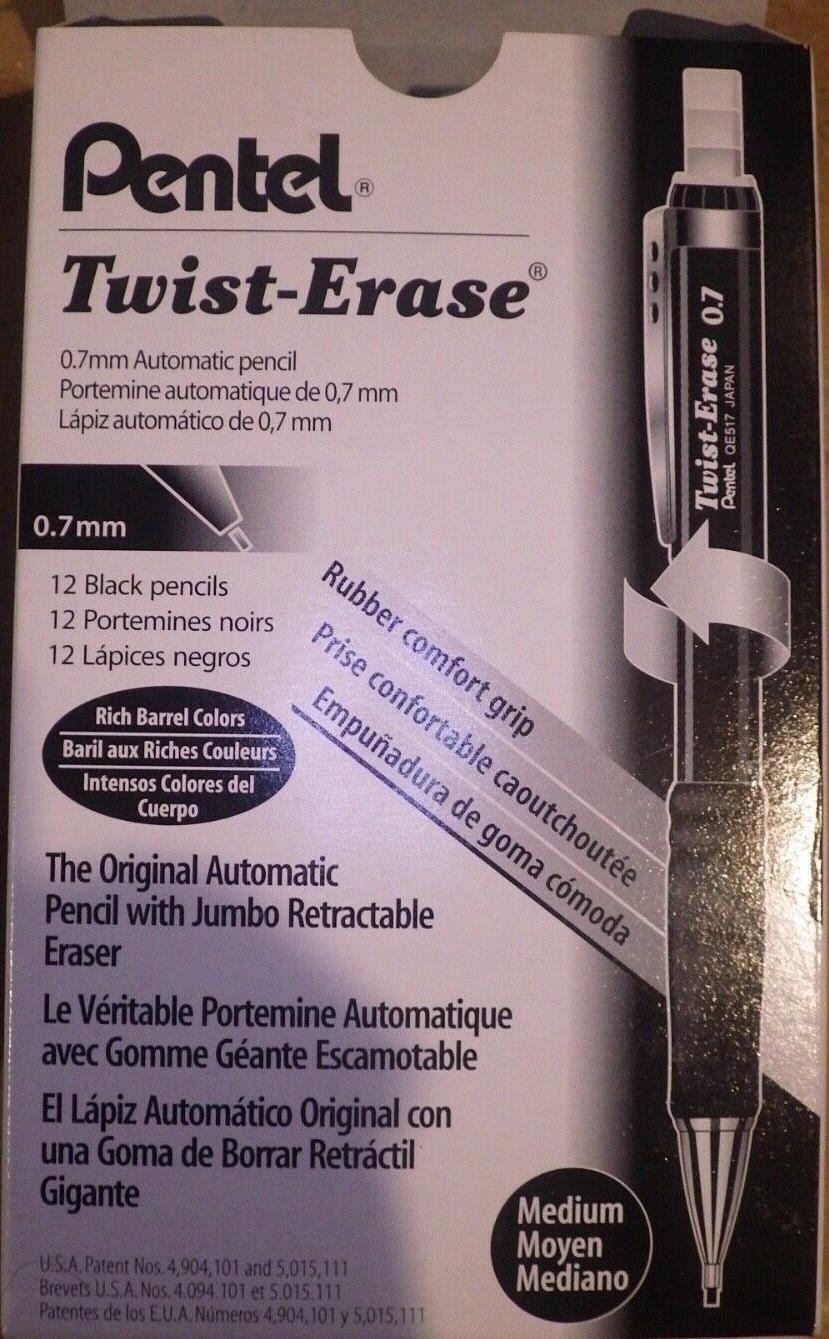 Pentel®
Twist-Erase®
0.7mm Automatic pencil
Portemine automatique de 0,7 mm
Lápiz automático de 0,7 mm
0.7mm
12 Black pencils
12 Portemines noirs
12 Lápices negros
Rich Barrel Colors
Baril aux Riches Couleurs
Intensos Colores del
Cuerpo
Rubber comfort grip
Prise confortable caoutchoutée
Empuñadura de goma cómoda
The Original Automatic
Pencil with Jumbo Retractable
Eraser
Le Véritable Portemine Automatique
avec Gomme Géante Escamotable
El Lápiz Automático Original con
una Goma de Borrar Retráctil
Gigante
U.S.A. Patent Nos. 4,904,101 and 5,015,111
Brevets U.S.A. Nos. 4.094.101 et 5.015.111
Patentes de los E.U.A. Números 4,904,101 y 5,015,111
Medium
Moyen
Mediano
Twist-Erase 0.7
Pentel QE517 JAPAN